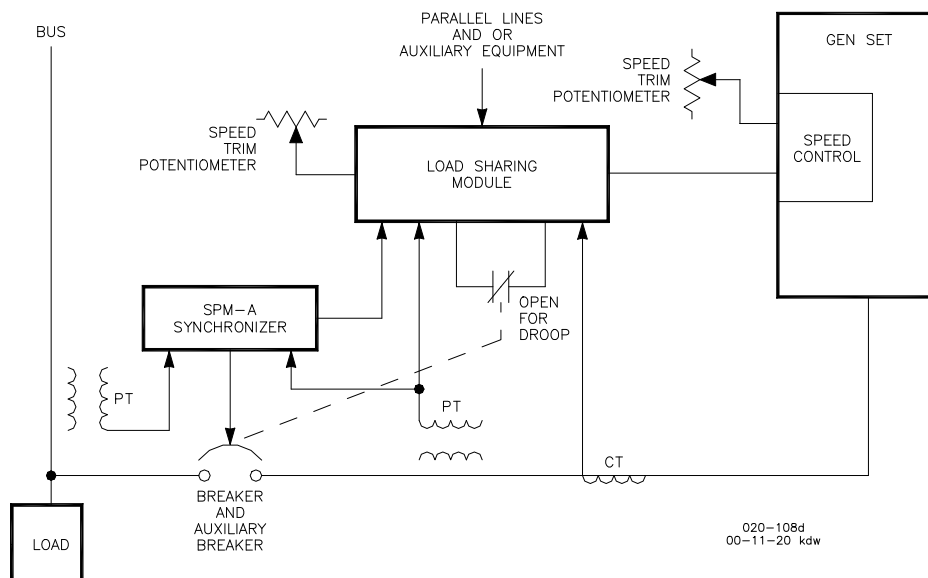 BUS
PARALLEL LINES
AND OR
AUXILIARY EQUIPMENT
GEN SET
SPEED
TRIM
POTENTIOMETER
SPEED
TRIM
POTENTIOMETER
SPEED
CONTROL
LOAD SHARING
MODULE
SPM-A
SYNCHRONIZER
OPEN
FOR
DROOP
PT
PT
CT
BREAKER
AND
AUXILIARY
BREAKER
LOAD
020-108d
00-11-20 kdw